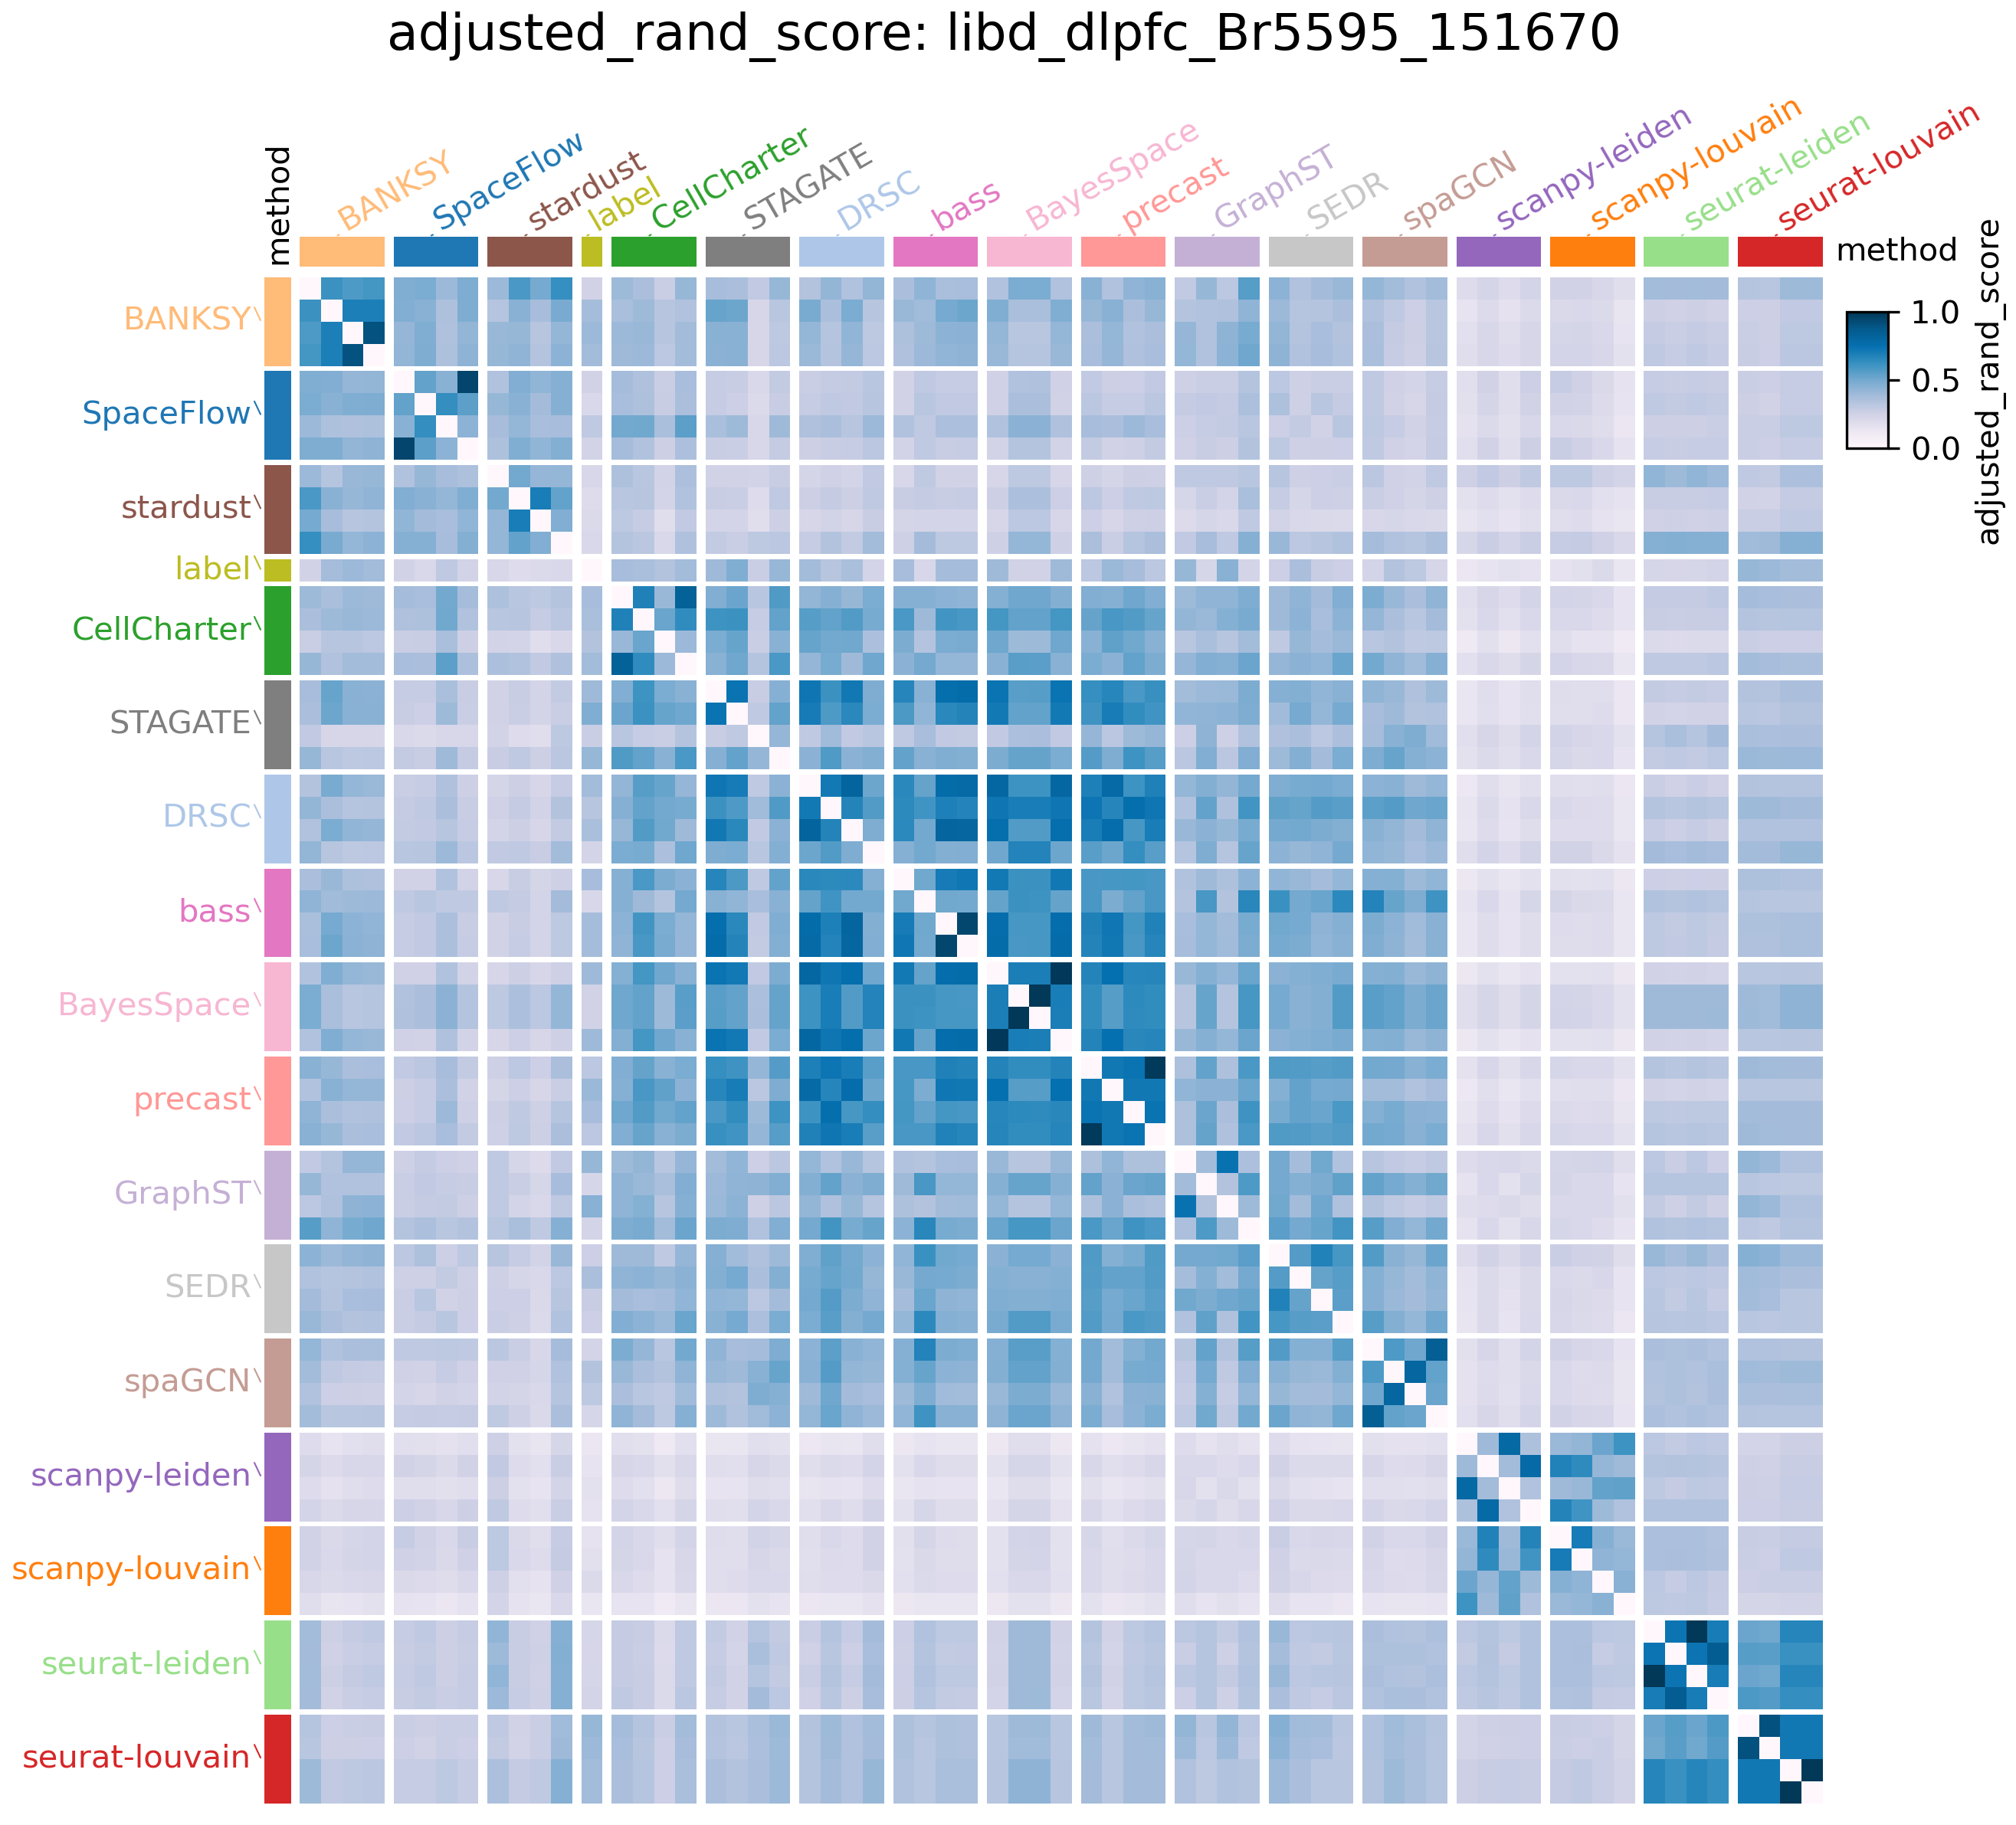 adjusted_rand_score: libd_dlpfc_Br5595_151670
method
BANKSY
SpaceFlow
stardust
label
CellCharter
STAGATE
DRSC
bass
BayesSpace
precast
GraphST
SEDR
spaGCN
scanpy-leiden
scanpy-louvain
seurat-leiden
seurat-louvain
method
1.0
0.5
0.0
adjusted_rand_score
BANKSY
SpaceFlow
stardust
label
CellCharter
STAGATE
DRSC
bass
BayesSpace
precast
GraphST
SEDR
spaGCN
scanpy-leiden
scanpy-louvain
seurat-leiden
seurat-louvain